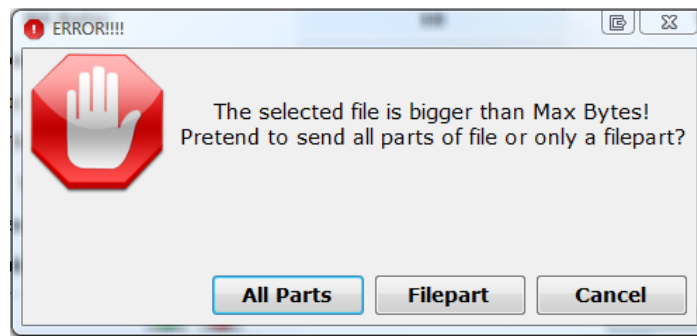 ERROR!!!!
The selected file is bigger than Max Bytes!
Pretend to send all parts of file or only a filepart?
All Parts Filepart Cancel